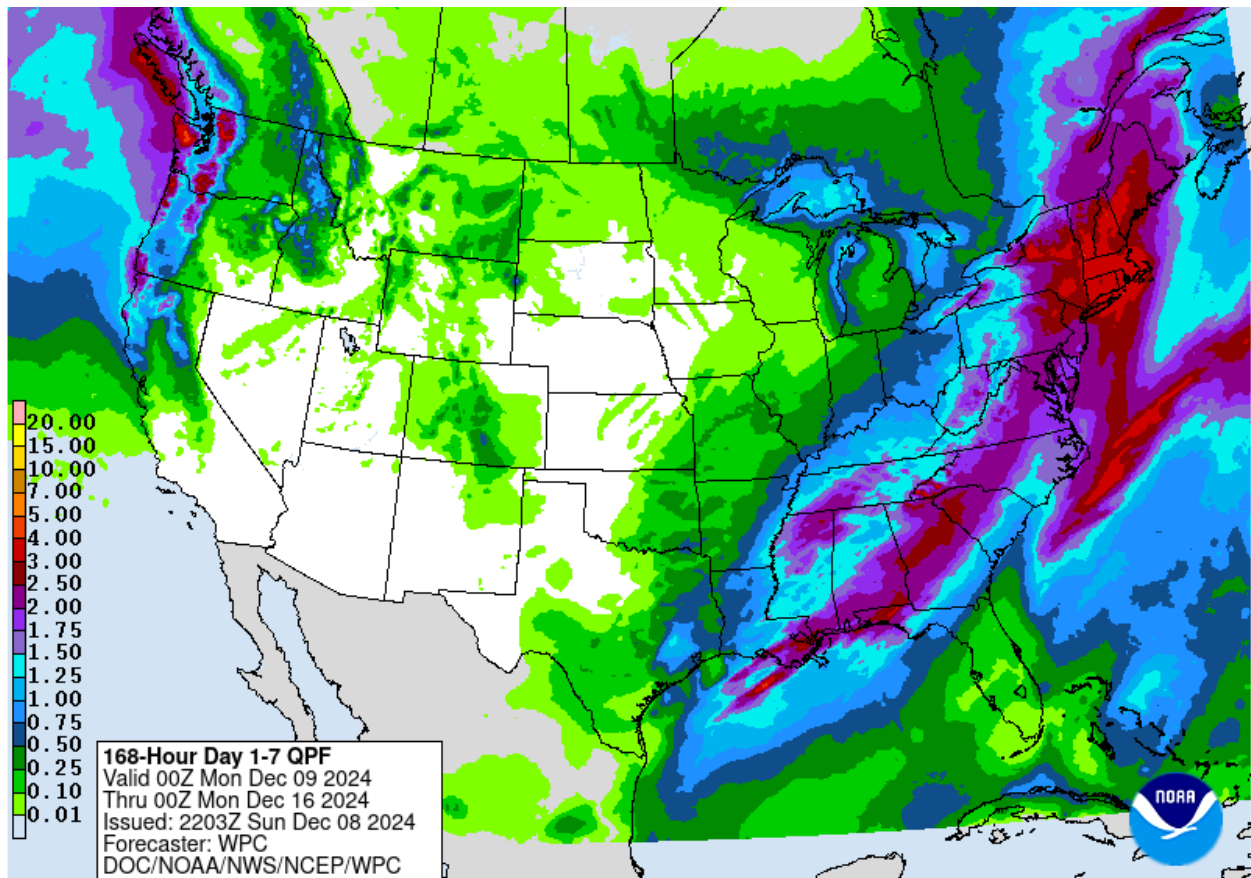 20.00
15.00
10.00
7.00
5.00
4.00
3.00
2.50
2.00
1.75
1.50
1.25
1.00
0.75
0.50
0.25
0.10
0.01
168-Hour Day 1-7 QPF
Valid 00Z Mon Dec 09 2024
Thru 00Z Mon Dec 16 2024
Issued: 2203Z Sun Dec 08 2024
Forecaster: WPC
DOC/NOAA/NWS/NCEP/WPC
NOAA